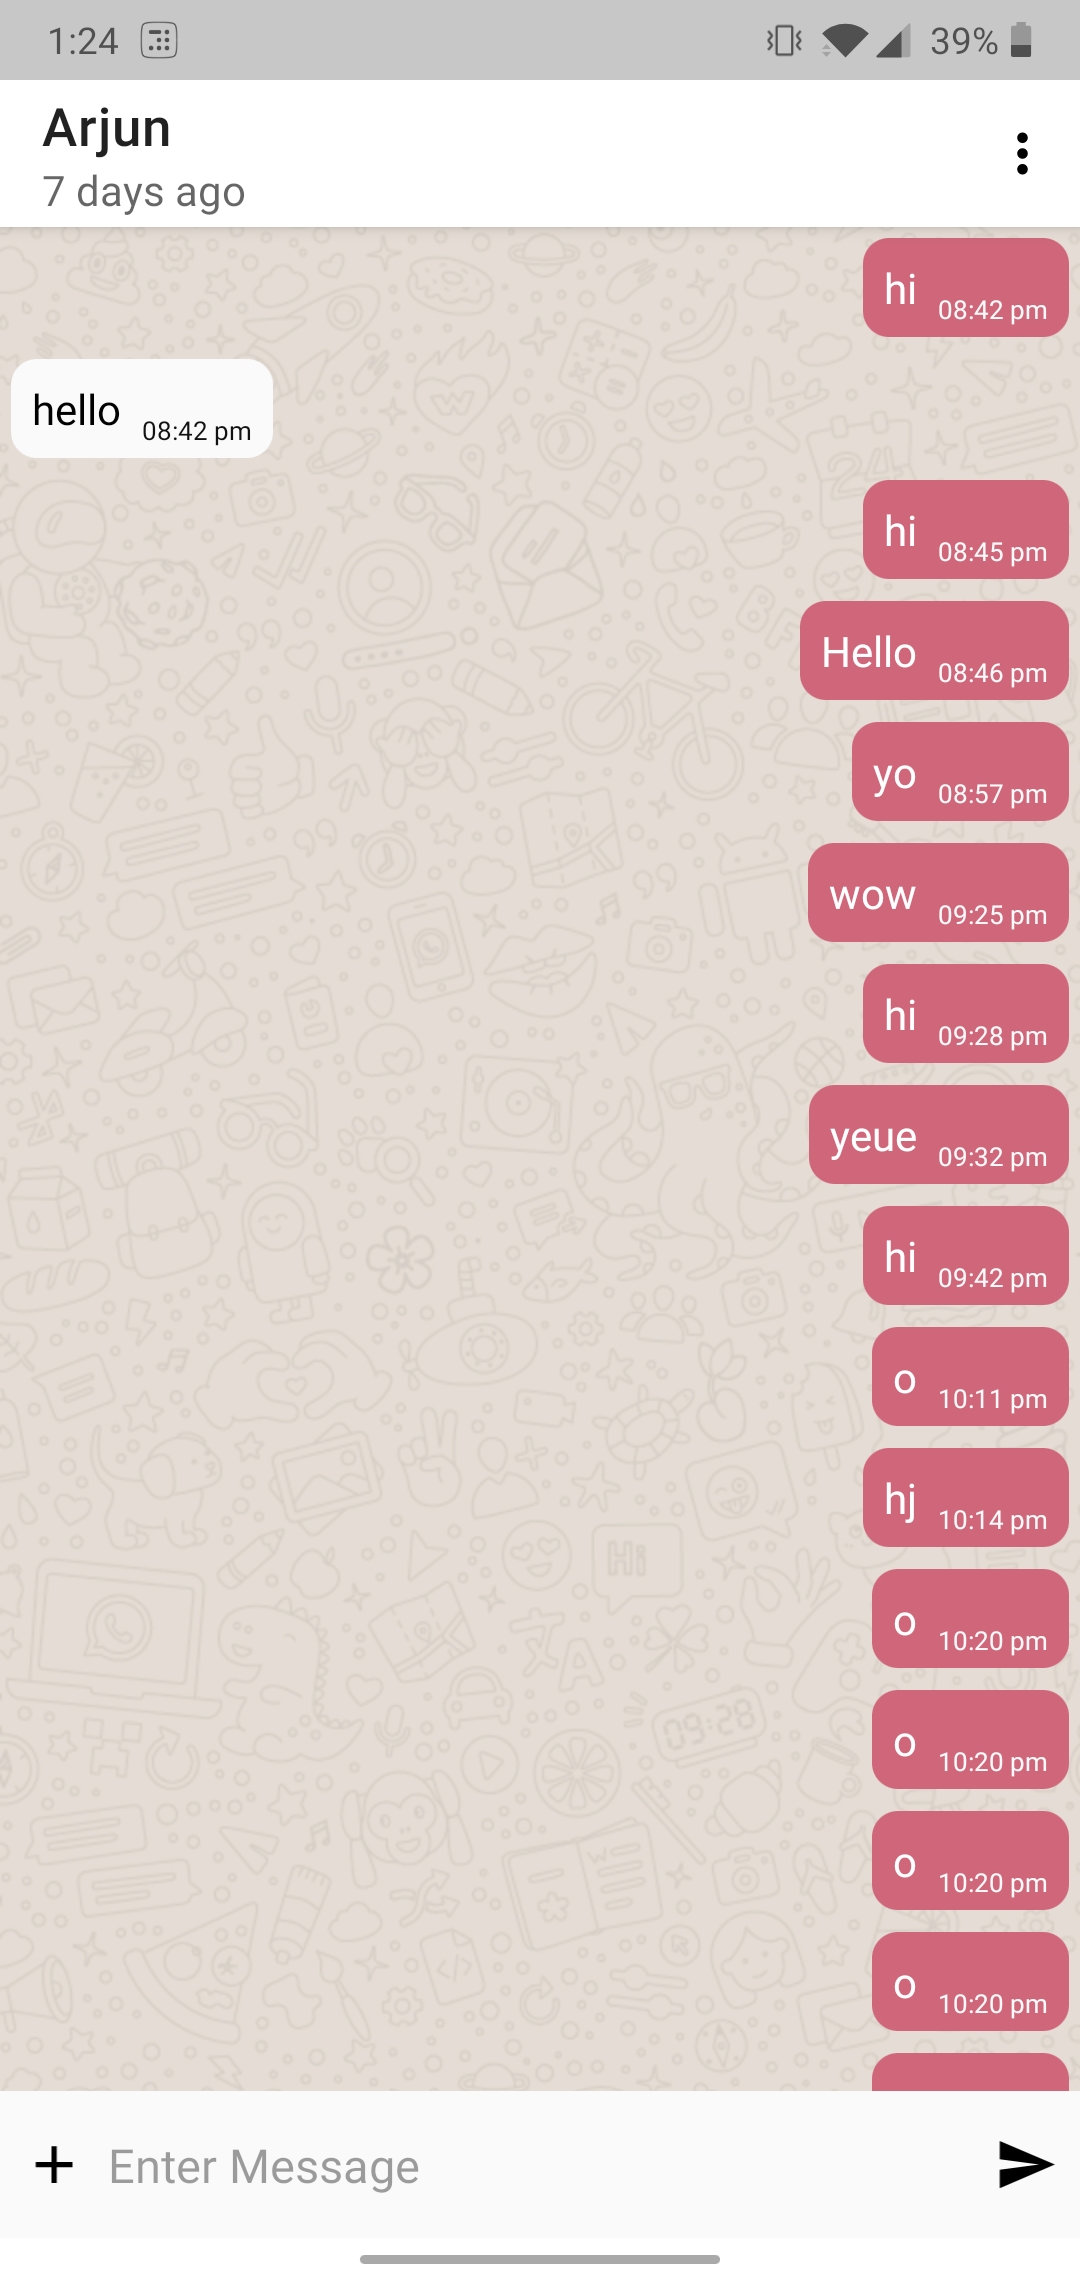 1:24 39%
Arjun
7 days ago
hi 08:42 pm
hello 08:42 pm
hi 08:45 pm
Hello 08:46 pm
yo 08:57 pm
wow 09:25 pm
hi 09:28 pm
yeue 09:32 pm
hi 09:42 pm
o 10:11 pm
hj 10:14 pm
Hi
o 10:20 pm
09:28
o 10:20 pm
o 10:20 pm
o 10:20 pm
Enter Message